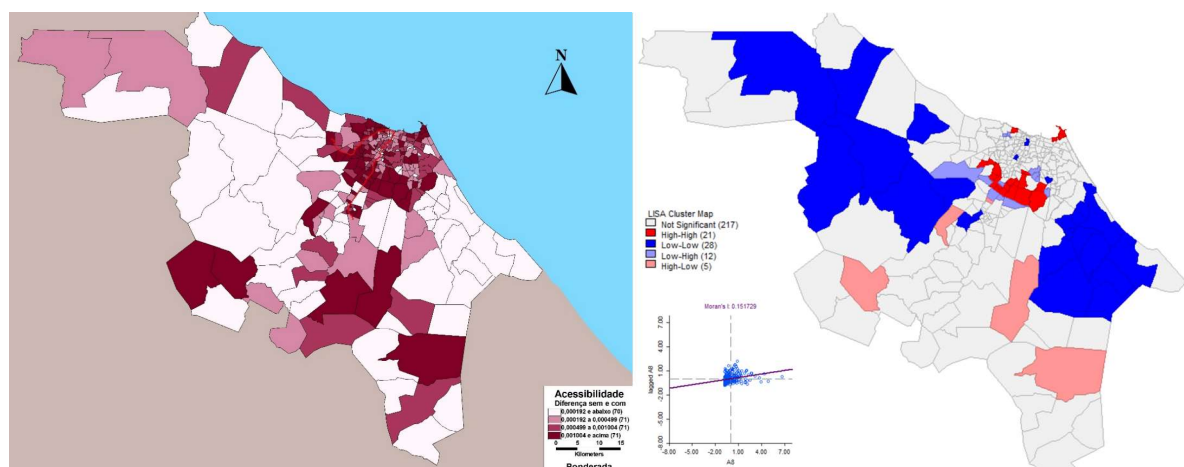 N
Acessibilidade
Diferença sem e com
0,000192 e abaixo (70)
0,000192 a 0,000499 (71)
0,000499 a 0,001004 (71)
0,001004 e acima (71)
0 5 10 15
Kilometers
Ponderada
LISA Cluster Map
Not Significant (217)
High-High (21)
Low-Low (28)
Low-High (12)
High-Low (5)
Moran's I: 0.151729
lagged A8
7.00
4.00
1.00
-2.00
-5.00
-8.00
-8.00 -5.00 -2.00 1.00 4.00 7.00
A8